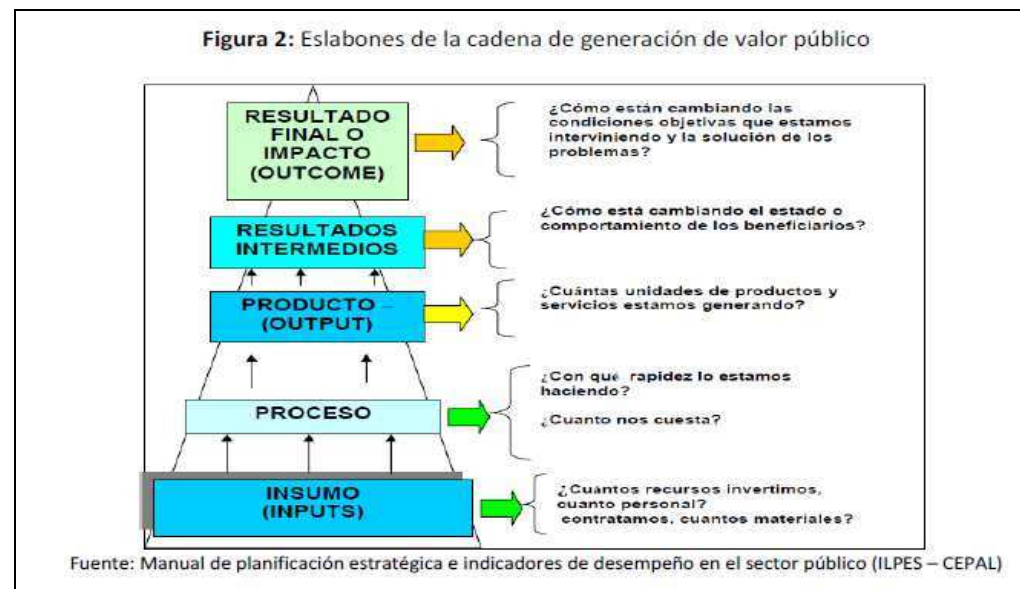 Figura 2: Eslabones de la cadena de generación de valor público
RESULTADO
FINAL O
IMPACTO
(OUTCOME)
¿Cómo están cambiando las
condiciones objetivas que estamos
interviniendo y la solución de los
problemas?
RESULTADOS
INTERMEDIOS
¿Cómo está cambiando el estado o
comportamiento de los beneficiarios?
PRODUCTO –
(OUTPUT)
¿Cuántas unidades de productos y
servicios estamos generando?
PROCESO
¿Con qué rapidez lo estamos
haciendo?
¿Cuanto nos cuesta?
INSUMO
(INPUTS)
¿Cuántos recursos invertimos,
cuanto personal?
contratamos, cuantos materiales?
Fuente: Manual de planificación estratégica e indicadores de desempeño en el sector público (ILPES – CEPAL)